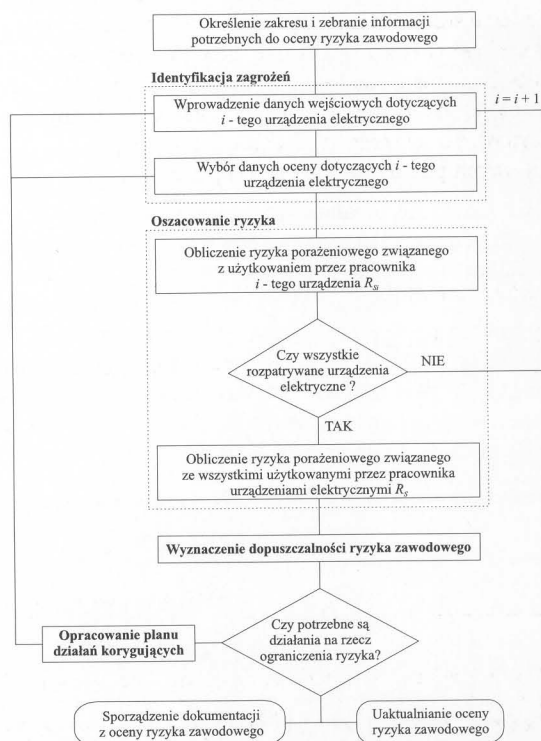 Określenie zakresu i zebranie informacji
potrzebnych do oceny ryzyka zawodowego
Identyfikacja zagrożeń
i = i + 1
Wprowadzenie danych wejściowych dotyczących
i - tego urządzenia elektrycznego
Wybór danych oceny dotyczących i - tego
urządzenia elektrycznego
Oszacowanie ryzyka
Obliczenie ryzyka porażeniowego związanego
z użytkowaniem przez pracownika
i - tego urządzenia Rsi
Czy wszystkie
rozpatrywane urządzenia
elektryczne ?
NIE
TAK
Obliczenie ryzyka porażeniowego związanego
ze wszystkimi użytkowanymi przez pracownika
urządzeniami elektrycznymi Rs
Wyznaczenie dopuszczalności ryzyka zawodowego
Czy potrzebne są
działania na rzecz
ograniczenia ryzyka?
Opracowanie planu
działań korygujących
Sporządzenie dokumentacji
z oceny ryzyka zawodowego
Uaktualnianie oceny
ryzyka zawodowego